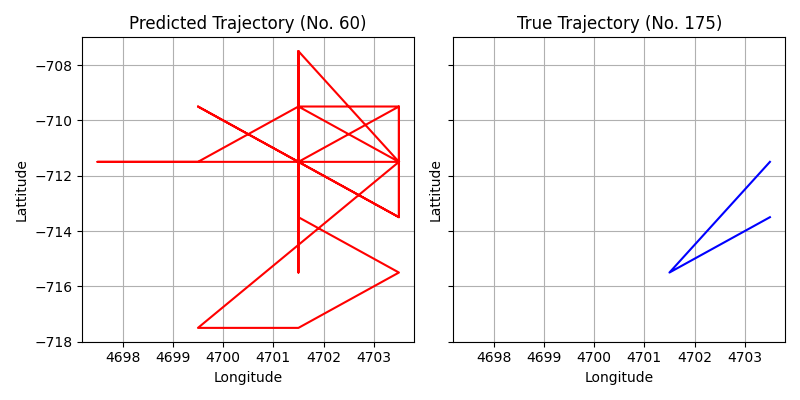 Predicted Trajectory (No. 60)
True Trajectory (No. 175)
−708
−710
−712
−714
−716
−718
Lattitude
Lattitude
4698 4699 4700 4701 4702 4703
4698 4699 4700 4701 4702 4703
Longitude
Longitude